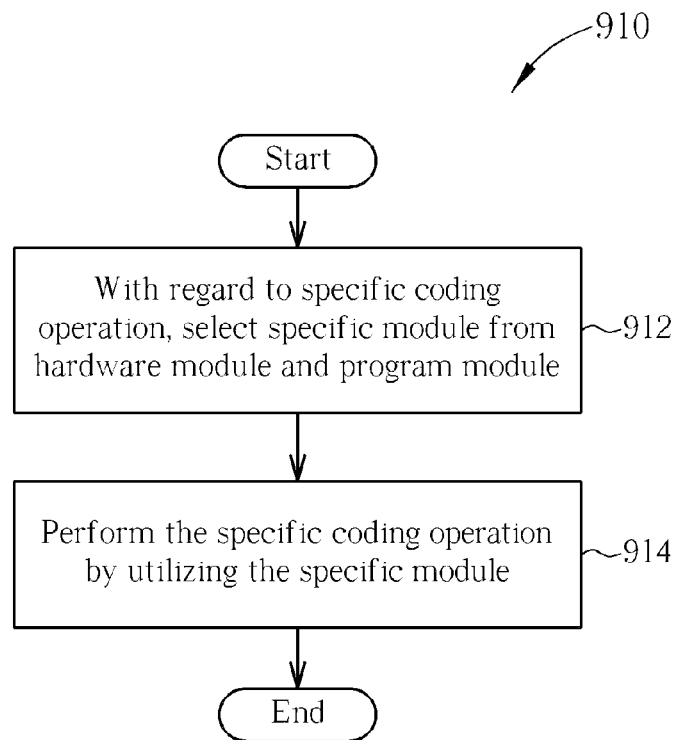 910
Start
With regard to specific coding
operation, select specific module from
hardware module and program module
912
Perform the specific coding operation
by utilizing the specific module
914
End